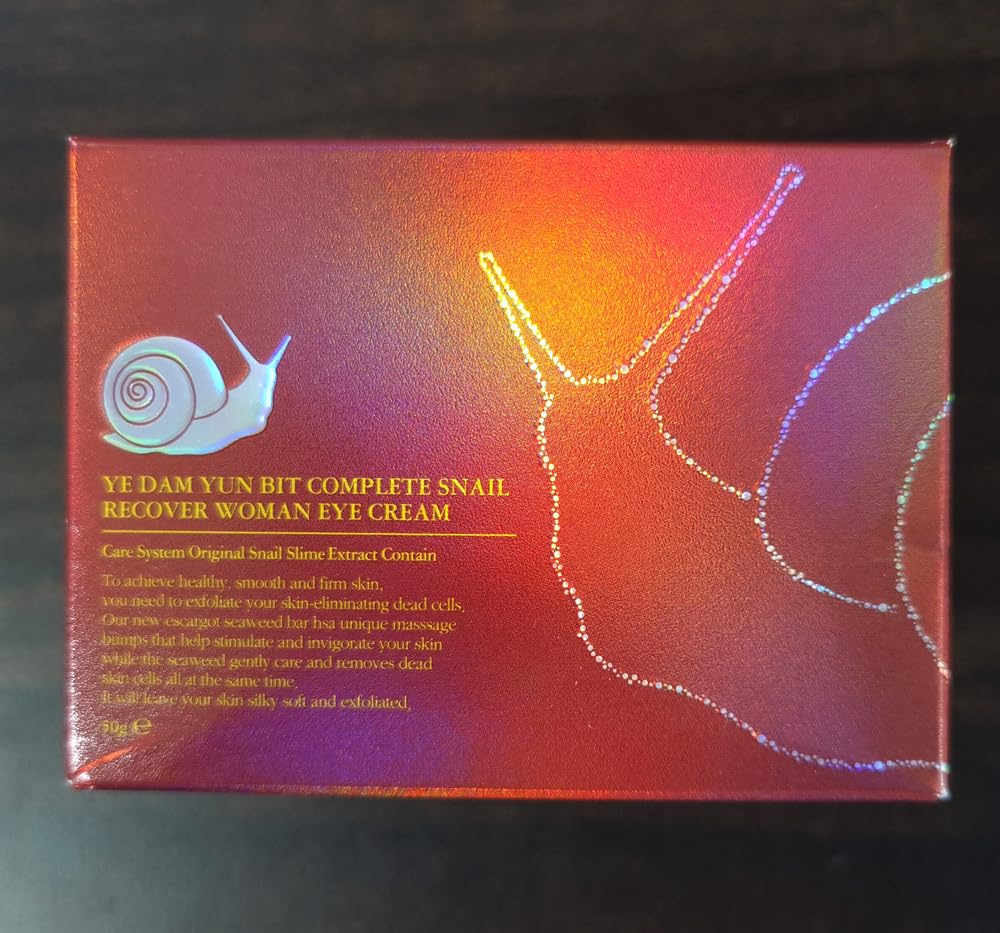 YE DAM YUN BIT COMPLETE SNAIL
RECOVER WOMAN EYE CREAM
Care System Original Snail Slime Extract Contain
To achieve healthy, smooth and firm skin,
you need to exfoliate your skin-eliminating dead cells,
Our new escargot seaweed bar hsa unique masssage
bumps that help stimulate and invigorate your skin
while the seaweed gently care and removes dead
skin cells all at the same time,
It will leave your skin silky soft and exfoliated,
50g ℮